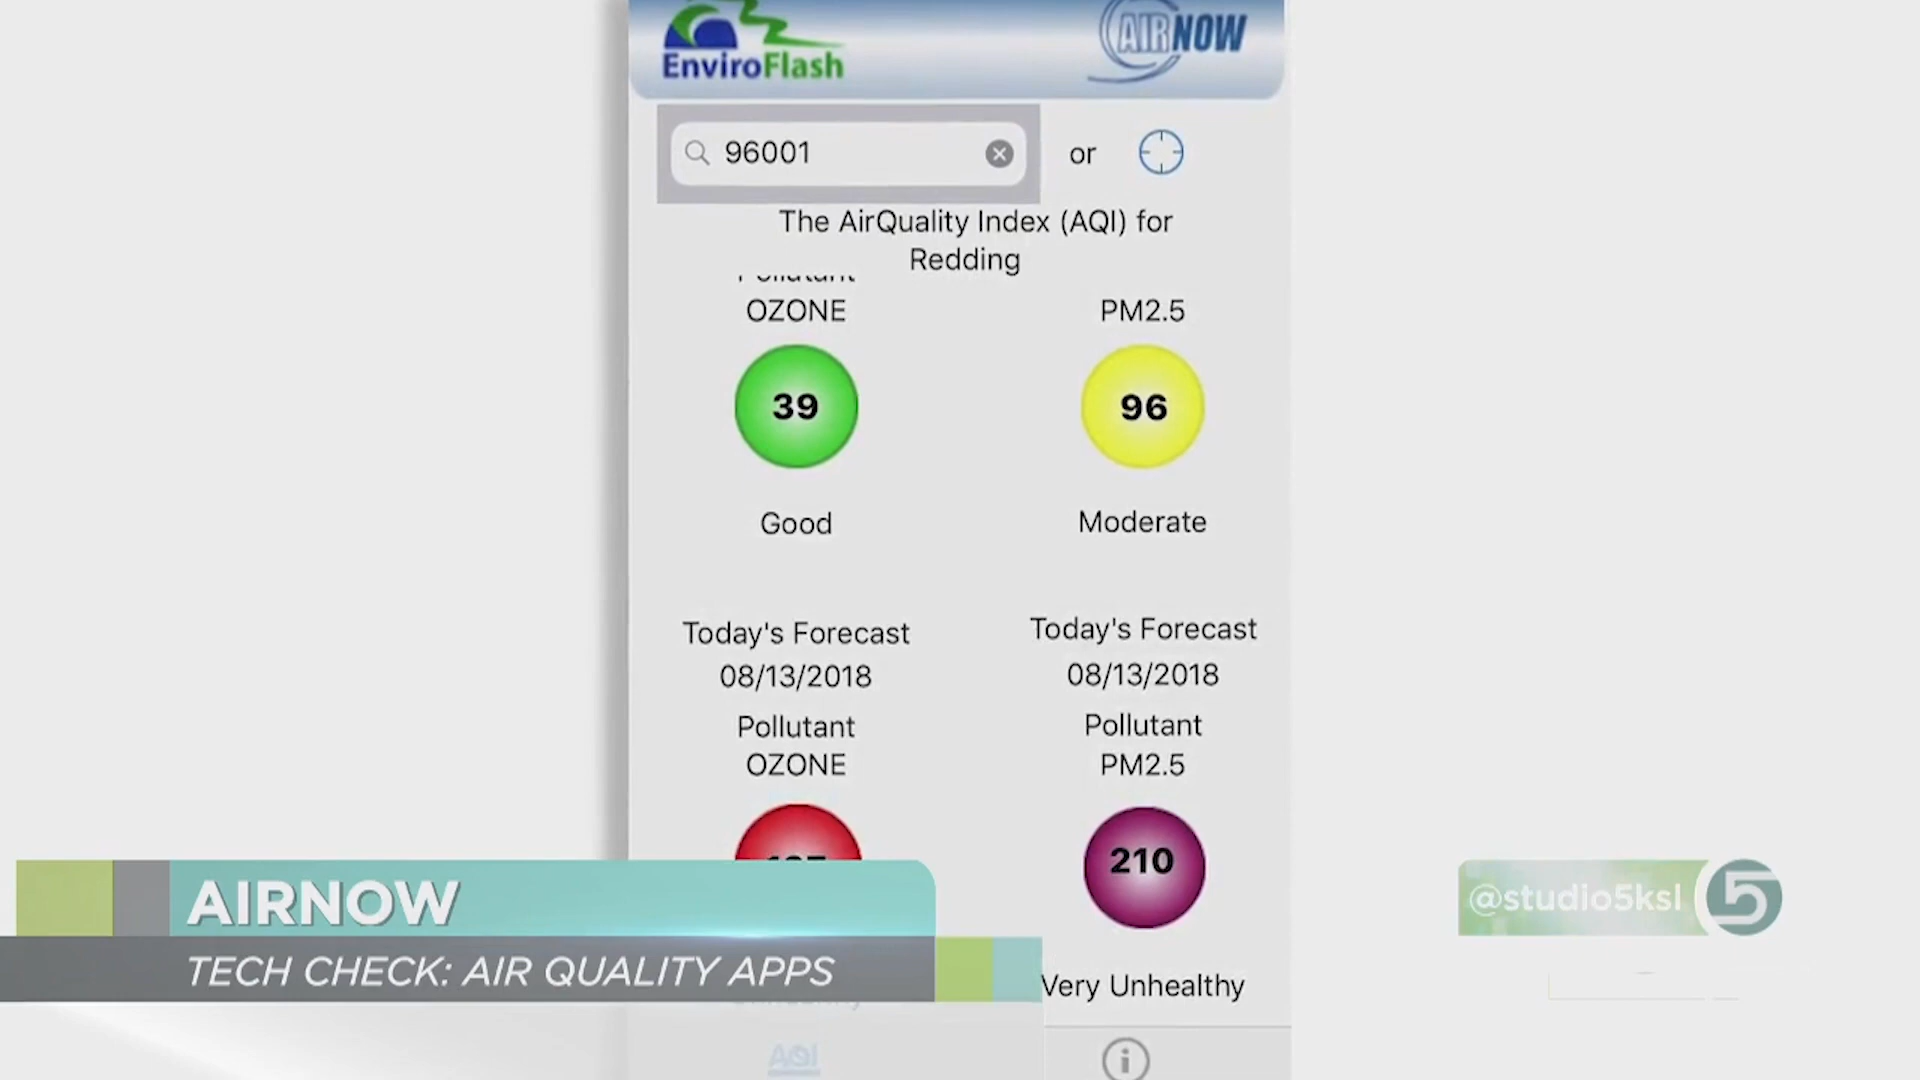 EnviroFlash
AIRNOW
96001
or
The AirQuality Index (AQI) for
Redding
Pollutant
OZONE
PM2.5
39
96
Good
Moderate
Today's Forecast
Today's Forecast
08/13/2018
08/13/2018
Pollutant
Pollutant
OZONE
PM2.5
210
Very Unhealthy
AIRNOW
TECH CHECK: AIR QUALITY APPS
@studio5ksl
5
AQI
i